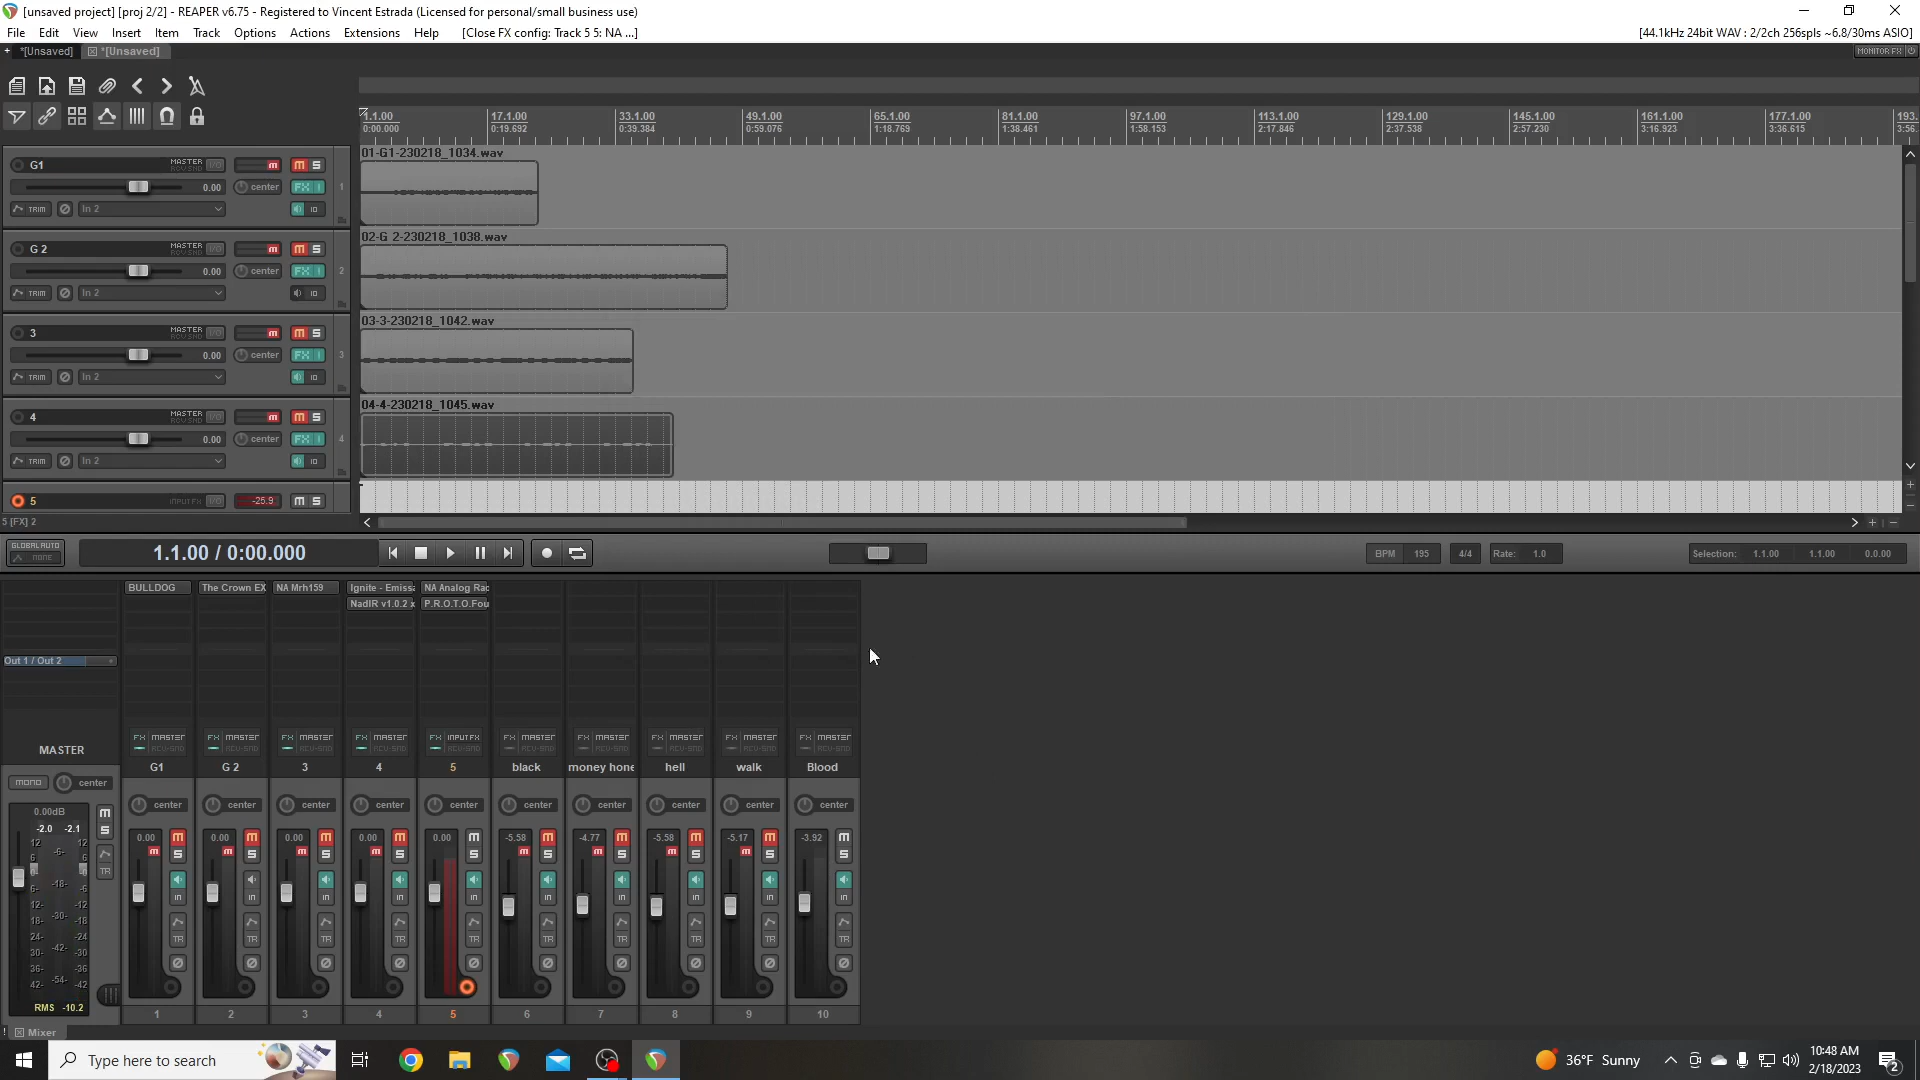 [unsaved project] [proj 2/2] - REAPER v6.75 - Registered to Vincent Estrada (Licensed for personal/small business use)
File Edit View Insert Item Track Options Actions Extensions Help [Close FX config: Track 5 5: NA ...] [44.1kHz 24bit WAV : 2/2ch 256spls ~6.8/30ms ASIO]
*[Unsaved] *[Unsaved] MONITOR FX
1.1.00 17.1.00 33.1.00 49.1.00 65.1.00 81.1.00 97.1.00 113.1.00 129.1.00 145.1.00 161.1.00 177.1.00 193.
0:00.000 0:19.692 0:39.384 0:59.076 1:18.769 1:38.461 1:58.153 2:17.846 2:37.538 2:57.230 3:16.923 3:36.615 3:56.
01-G1-230218_1034.wav
G1 MASTER M S
0.00 center FX 1
TRIM In 2
02-G 2-230218_1038.wav
G 2 MASTER M S
0.00 center FX 2
TRIM In 2
03-3-230218_1042.wav
3 MASTER M S
0.00 center FX 3
TRIM In 2
04-4-230218_1045.wav
4 MASTER M S
0.00 center FX 4
TRIM In 2
5 INPUT FX I/O -25.9 M S
5 [FX] 2
GLOBAL AUTO
NONE
1.1.00 / 0:00.000
BPM 195 4/4 Rate: 1.0 Selection: 1.1.00 1.1.00 0.0.00
BULLDOG The Crown EX NA Mrh159 Ignite - Emissa NA Analog Rac
NadIR v1.0.2 x P.R.O.T.O.Fou
Out 1 / Out 2
FX MASTER FX MASTER FX MASTER FX MASTER FX INPUT FX FX MASTER FX MASTER FX MASTER FX MASTER FX MASTER
MASTER
G1 G 2 3 4 5 black money hone hell walk Blood
MONO center
center center center center center center center center center center
0.00dB
-2.0 -2.1
0.00 0.00 0.00 0.00 0.00 -5.58 -4.77 -5.58 -5.17 -3.92
RMS -10.2
1 2 3 4 5 6 7 8 9 10
Mixer
Type here to search
36°F Sunny
10:48 AM
2/18/2023
2